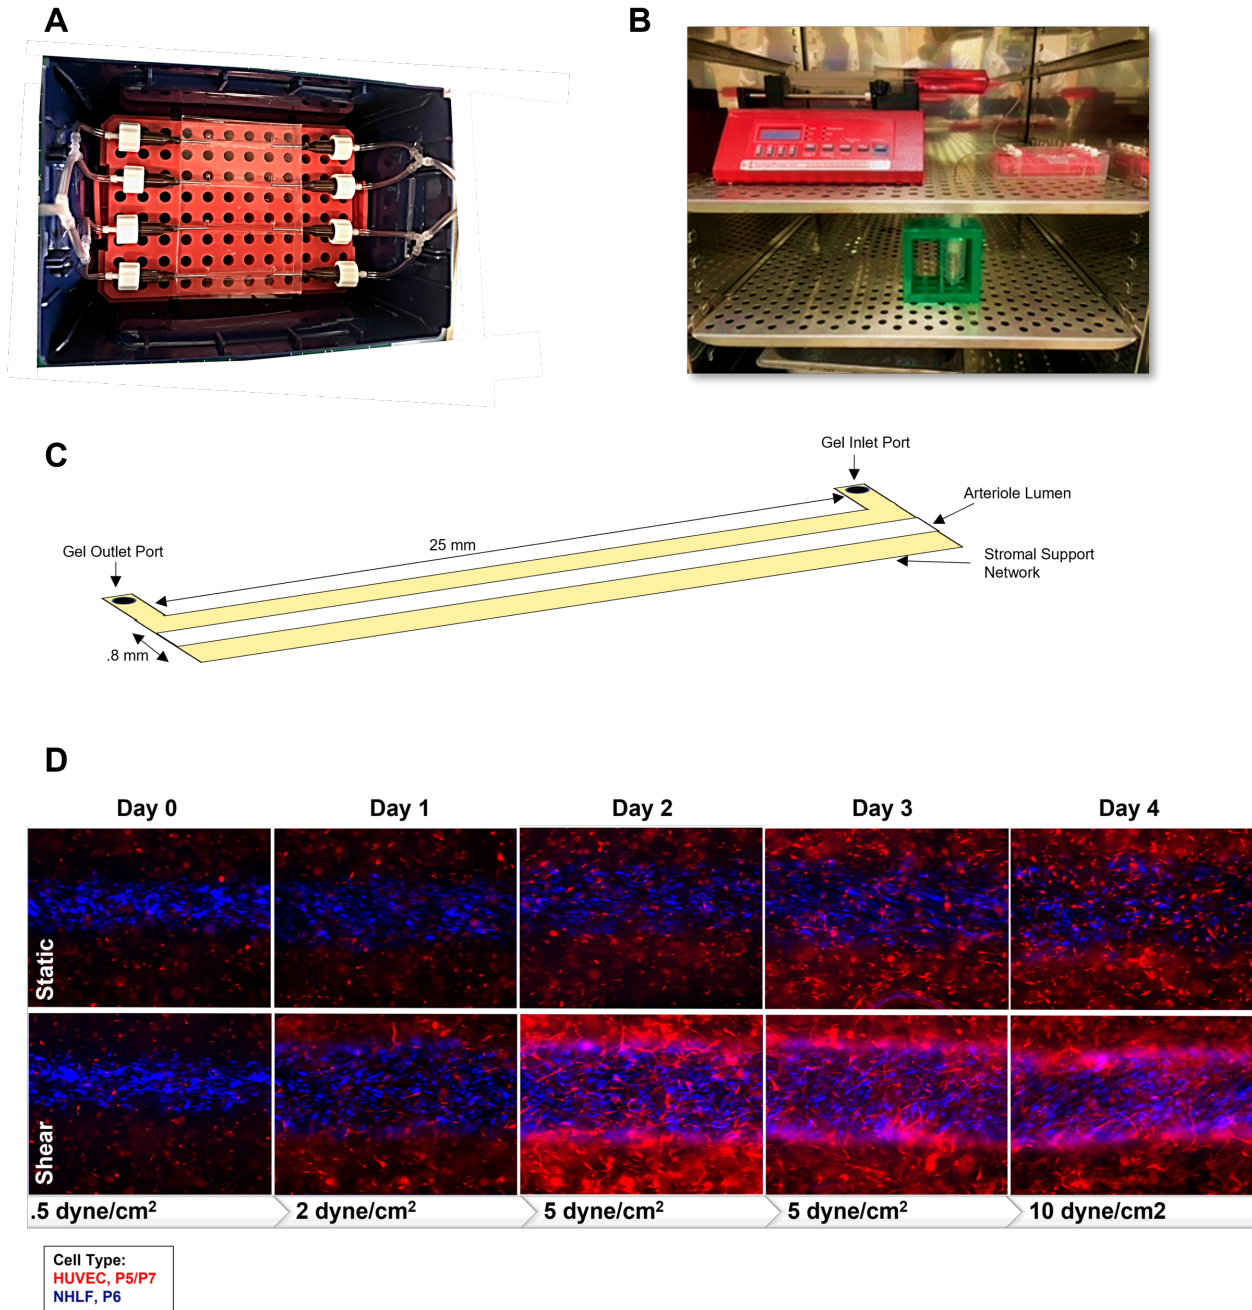 A
B
C
Gel Inlet Port
Arteriole Lumen
Gel Outlet Port
25 mm
Stromal Support
Network
.8 mm
D
Day 0
Day 1
Day 2
Day 3
Day 4
Static
Shear
.5 dyne/cm²
2 dyne/cm²
5 dyne/cm²
5 dyne/cm²
10 dyne/cm2
Cell Type:
HUVEC, P5/P7
NHLF, P6